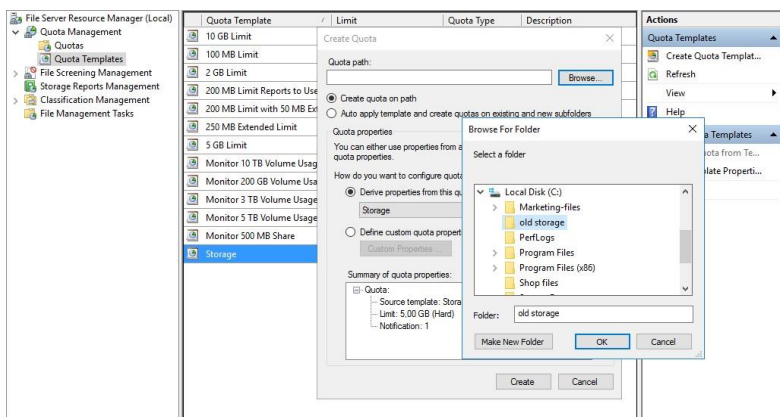 File Server Resource Manager (Local)
Quota Management
Quotas
Quota Templates
File Screening Management
Storage Reports Management
Classification Management
File Management Tasks
Quota Template / Limit Quota Type Description
10 GB Limit
100 MB Limit
2 GB Limit
200 MB Limit Reports to Use
200 MB Limit with 50 MB Ex
250 MB Extended Limit
5 GB Limit
Monitor 10 TB Volume Usag
Monitor 200 GB Volume Usa
Monitor 3 TB Volume Usage
Monitor 5 TB Volume Usage
Monitor 500 MB Share
Storage
Create Quota
Quota path:
Browse...
Create quota on path
Auto apply template and create quotas on existing and new subfolders
Quota properties
You can either use properties from a
quota properties.
How do you want to configure quota
Derive properties from this qu
Storage
Define custom quota propert
Custom Properties ...
Summary of quota properties:
Quota:
Source template: Stora
Limit: 5,00 GB (Hard)
Notification: 1
Create Cancel
Browse For Folder
Select a folder
Local Disk (C:)
Marketing-files
old storage
PerfLogs
Program Files
Program Files (x86)
Shop files
Folder: old storage
Make New Folder OK Cancel
Actions
Quota Templates
Create Quota Templat...
Refresh
View
Help
a Templates
uota from Te...
late Properti...